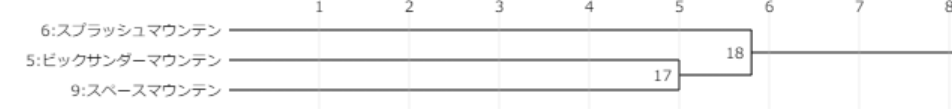 1 2 3 4 5 6 7 8
6:スプラッシュマウンテン
18
5:ビックサンダーマウンテン
17
9:スペースマウンテン